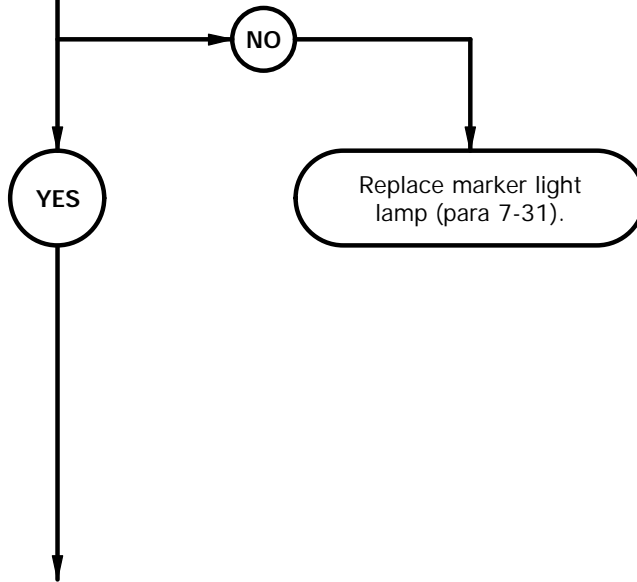 NO
YES
Replace marker light
lamp (para 7-31).